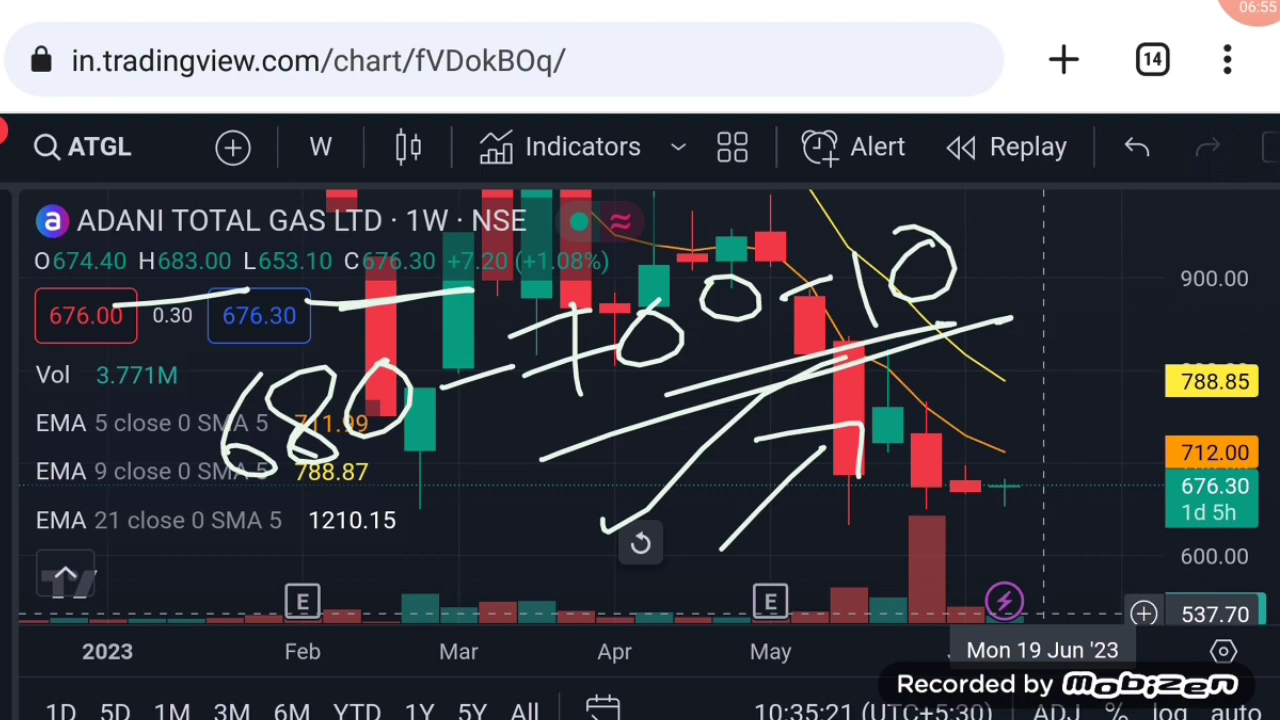 06:55
in.tradingview.com/chart/fVDokBOq/
14
ATGL
W
Indicators
Alert
Replay
a ADANI TOTAL GAS LTD · 1W · NSE
O674.40 H683.00 L653.10 C676.30 +7.20 (+1.08%)
676.00 0.30 676.30
Vol 3.771M
EMA 5 close 0 SMA 5 711.99
EMA 9 close 0 SMA 5 788.87
EMA 21 close 0 SMA 5 1210.15
680-700-10
900.00
788.85
712.00
676.30
1d 5h
600.00
537.70
E
E
2023 Feb Mar Apr May
Mon 19 Jun '23
Recorded by mobizen
1D 5D 1M 3M 6M YTD 1Y 5Y All
10:35:21 (UTC+5:30)
ADJ % log auto